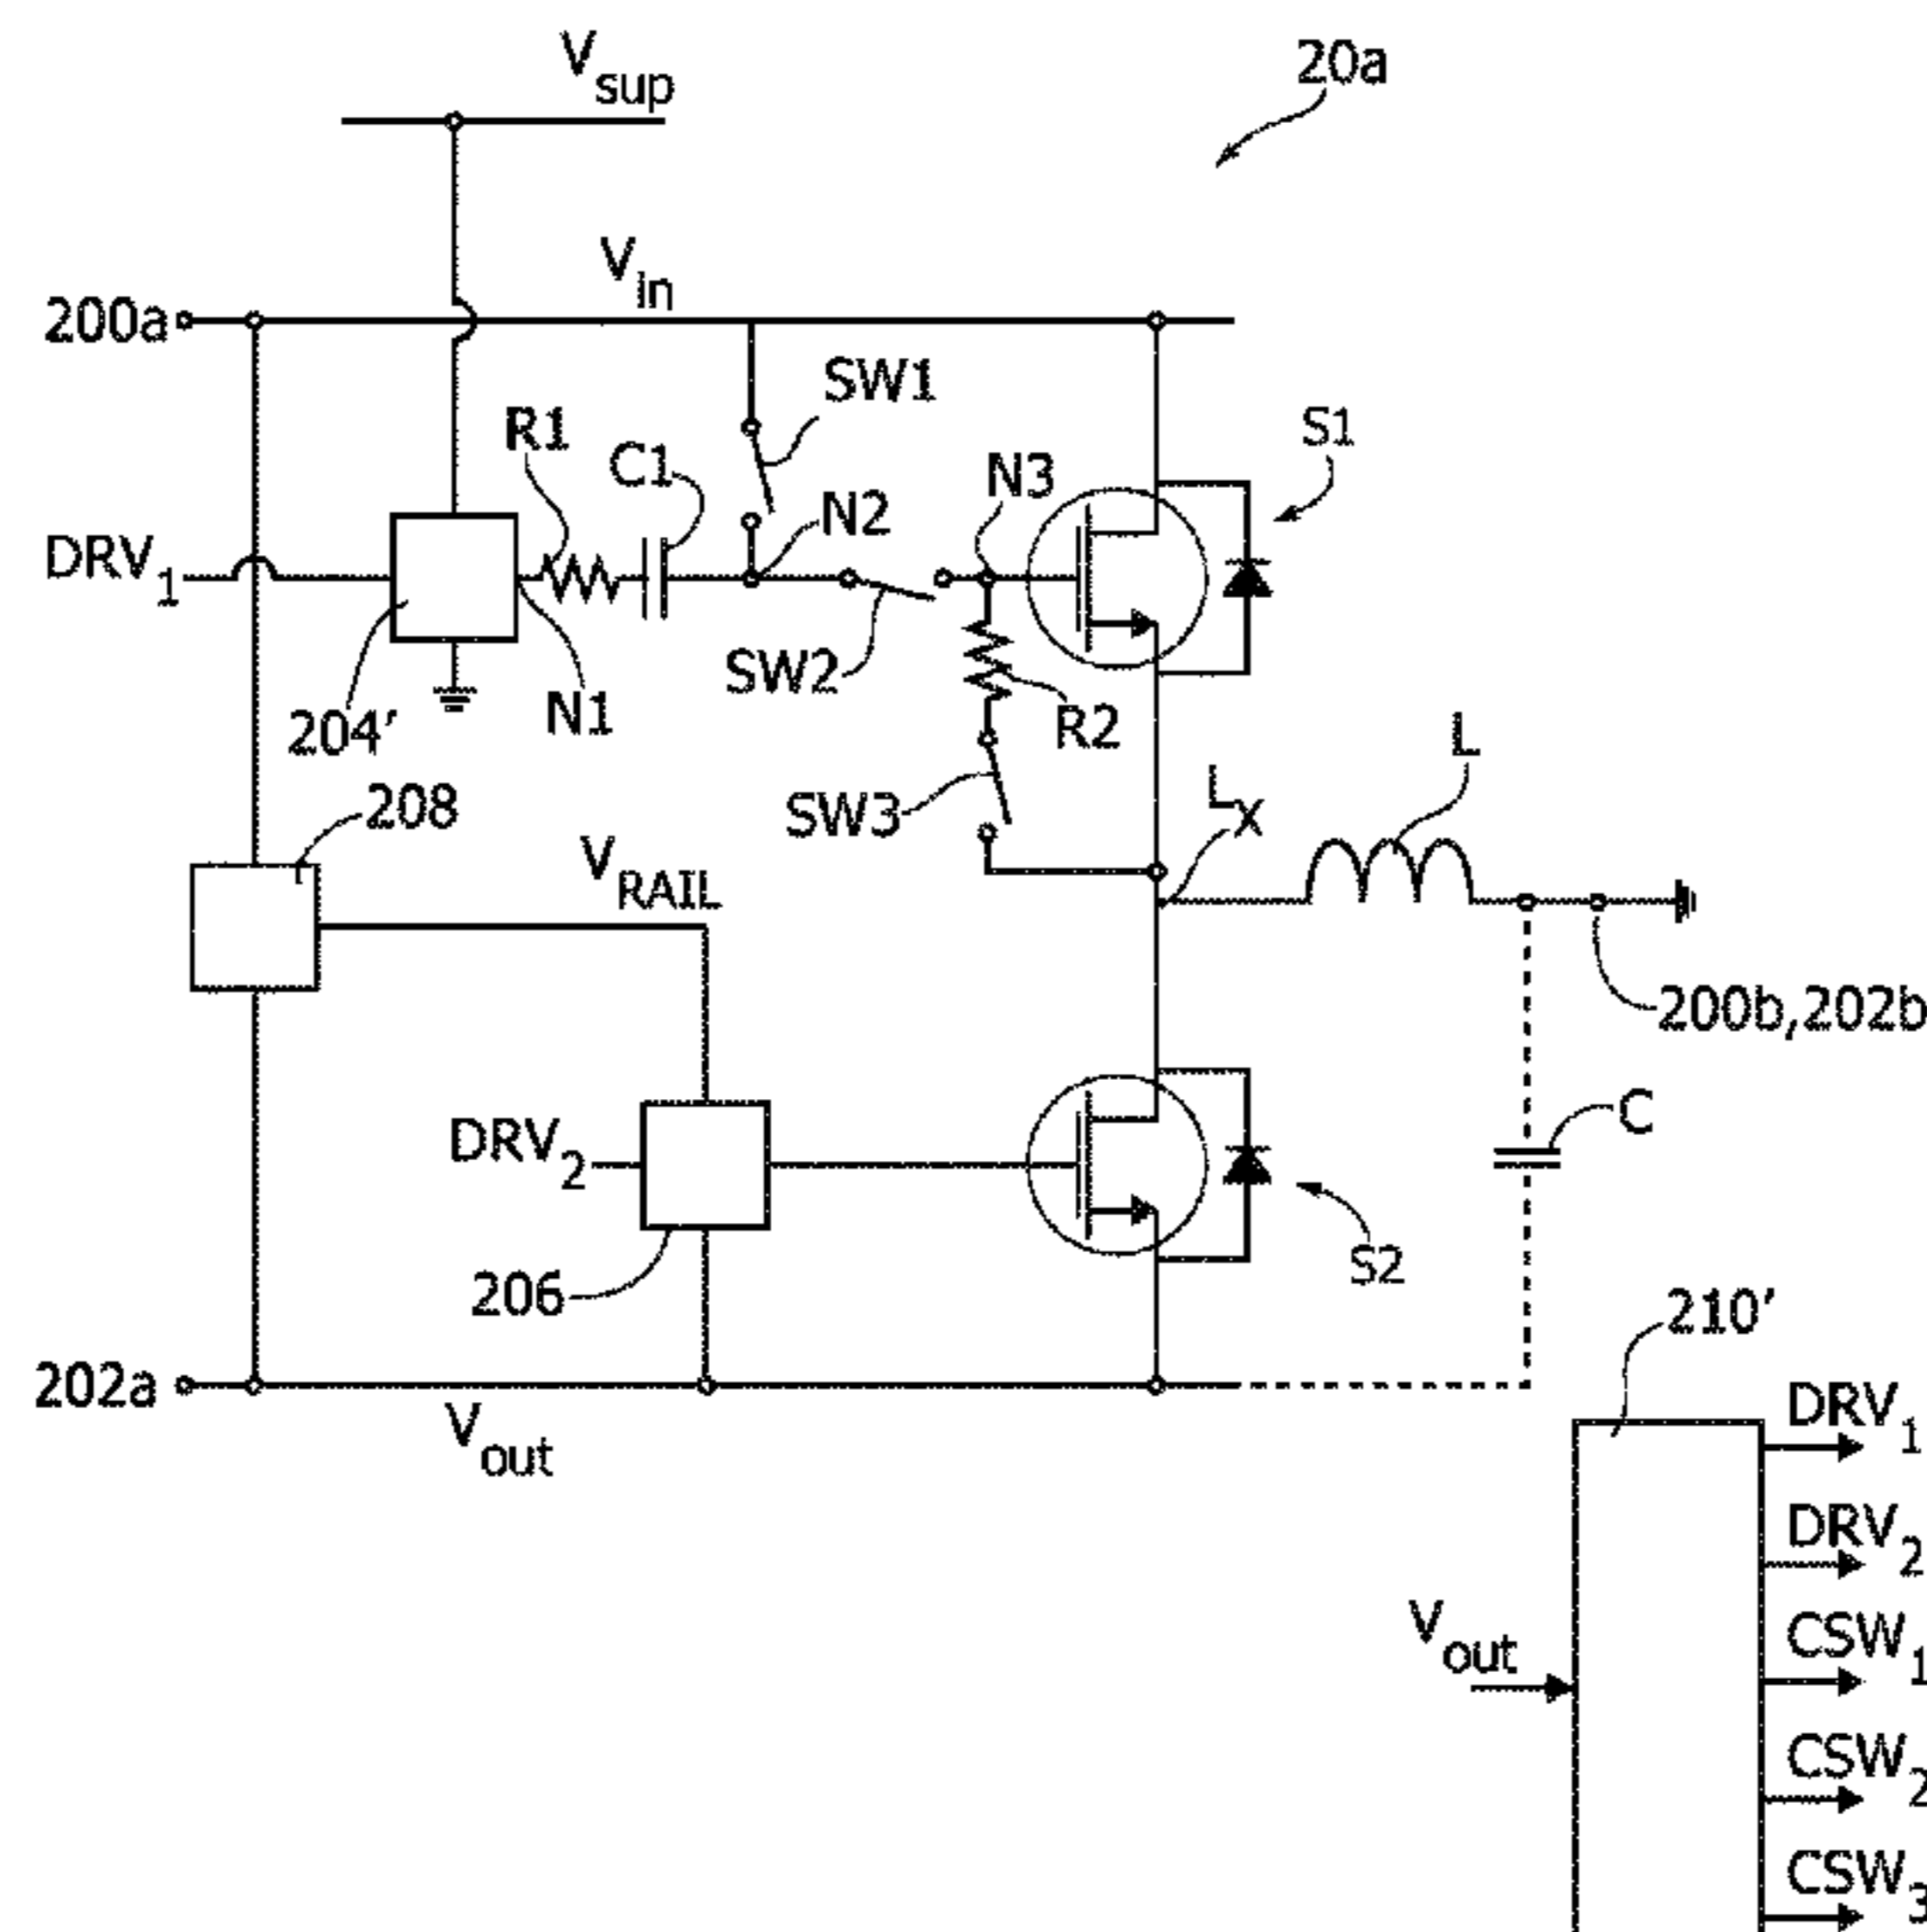 V_sup
20a
V_in
200a
SW1
R1
C1
S1
N3
N2
DRV_1
SW2
N1
204'
R2
L
L_X
208
SW3
V_RAIL
200b,202b
DRV_2
C
206
S2
210'
202a
V_out
DRV_1
DRV_2
V_out
CSW_1
CSW_2
CSW_3